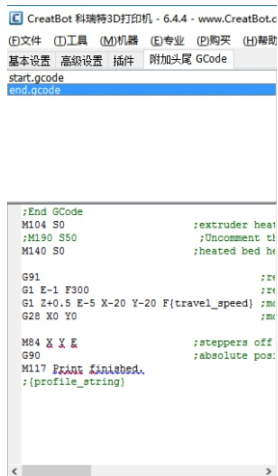 CreatBot 科瑞特3D打印机 - 6.4.4 - www.CreatBot.c
(F)文件 (T)工具 (M)机器 (E)专业 (P)购买 (H)帮助
基本设置 高级设置 插件 附加头尾 GCode
start.gcode
end.gcode
;End GCode
M104 S0 ;extruder hea
;M190 S50 ;Uncomment t
M140 S0 ;heated bed he
G91 ;re
G1 E-1 F300 ;re
G1 Z+0.5 E-5 X-20 Y-20 F{travel_speed} ;mo
G28 X0 Y0 ;mo
M84 X Y E ;steppers off
G90 ;absolute pos
M117 Print finished.
;{profile_string}